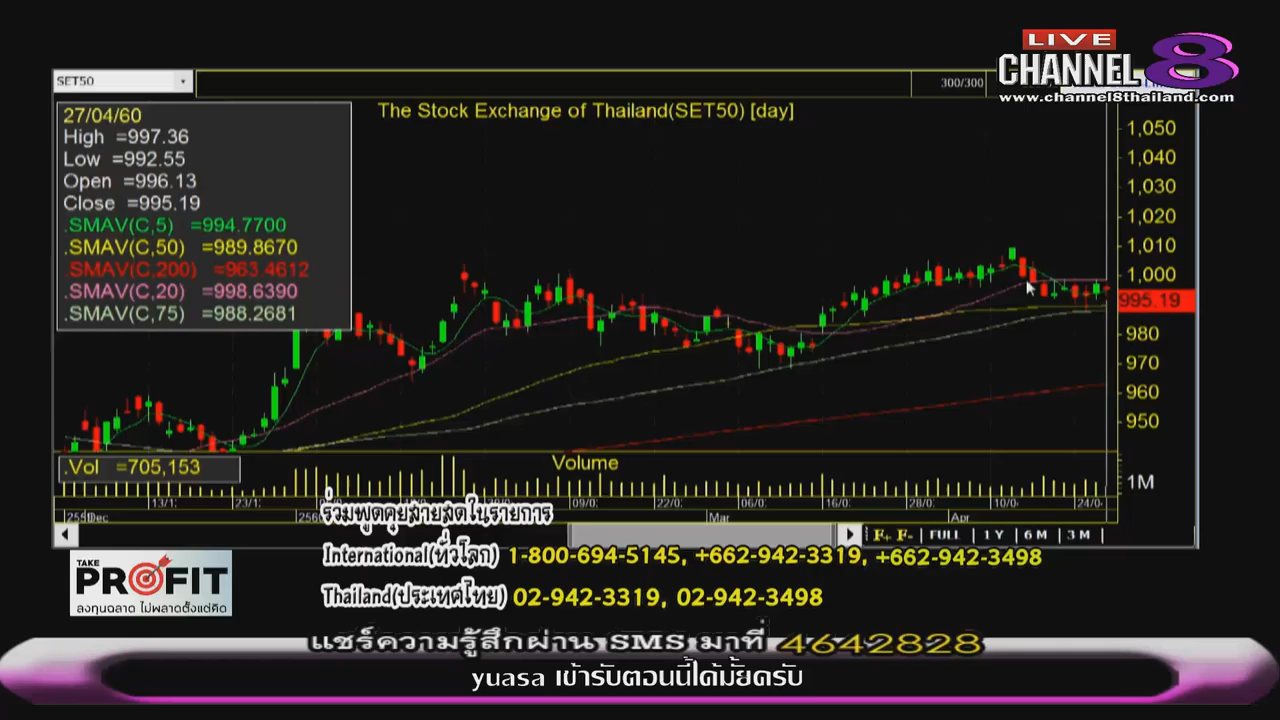 LIVE
CHANNEL 8
www.channel8thailand.com
SET50
300/300
The Stock Exchange of Thailand(SET50) [day]
27/04/60
High =997.36
Low =992.55
Open =996.13
Close =995.19
.SMAV(C,5) =994.7700
.SMAV(C,50) =989.8670
.SMAV(C,200) =963.4612
.SMAV(C,20) =998.6390
.SMAV(C,75) =988.2681
1,050
1,040
1,030
1,020
1,010
1,000
995.19
980
970
960
950
.Vol =705,153
Volume
1M
13/1: 23/1: 09/0. 22/0: 06/0: 16/0: 10/0- 24/0-
Dec Mar Apr
F+ F- FULL 1 Y 6 M 3 M
ร่วมพูดคุยสายสดในรายการ
International(ทั่วโลก) 1-800-694-5145, +662-942-3319, +662-942-3498
Thailand(ประเทศไทย) 02-942-3319, 02-942-3498
TAKE
PROFIT
ลงทุนฉลาด ไม่พลาดตั้งแต่คิด
แชร์ความรู้สึกผ่าน SMS มาที่ 4642828
yuasa เข้ารับตอนนี้ได้มั้ยครับ